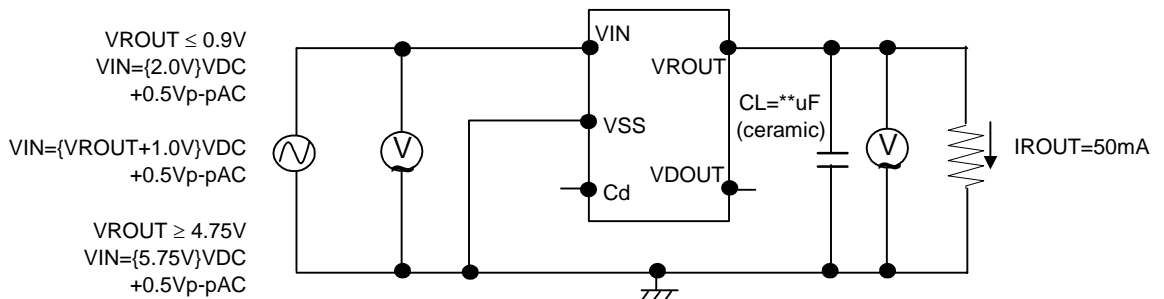 VROUT ≤ 0.9V
VIN={2.0V}VDC
+0.5Vp-pAC
VIN={VROUT+1.0V}VDC
+0.5Vp-pAC
VROUT ≥ 4.75V
VIN={5.75V}VDC
+0.5Vp-pAC
V
VIN
VROUT
VSS
VDOUT
Cd
CL=**uF
(ceramic)
V
IROUT=50mA